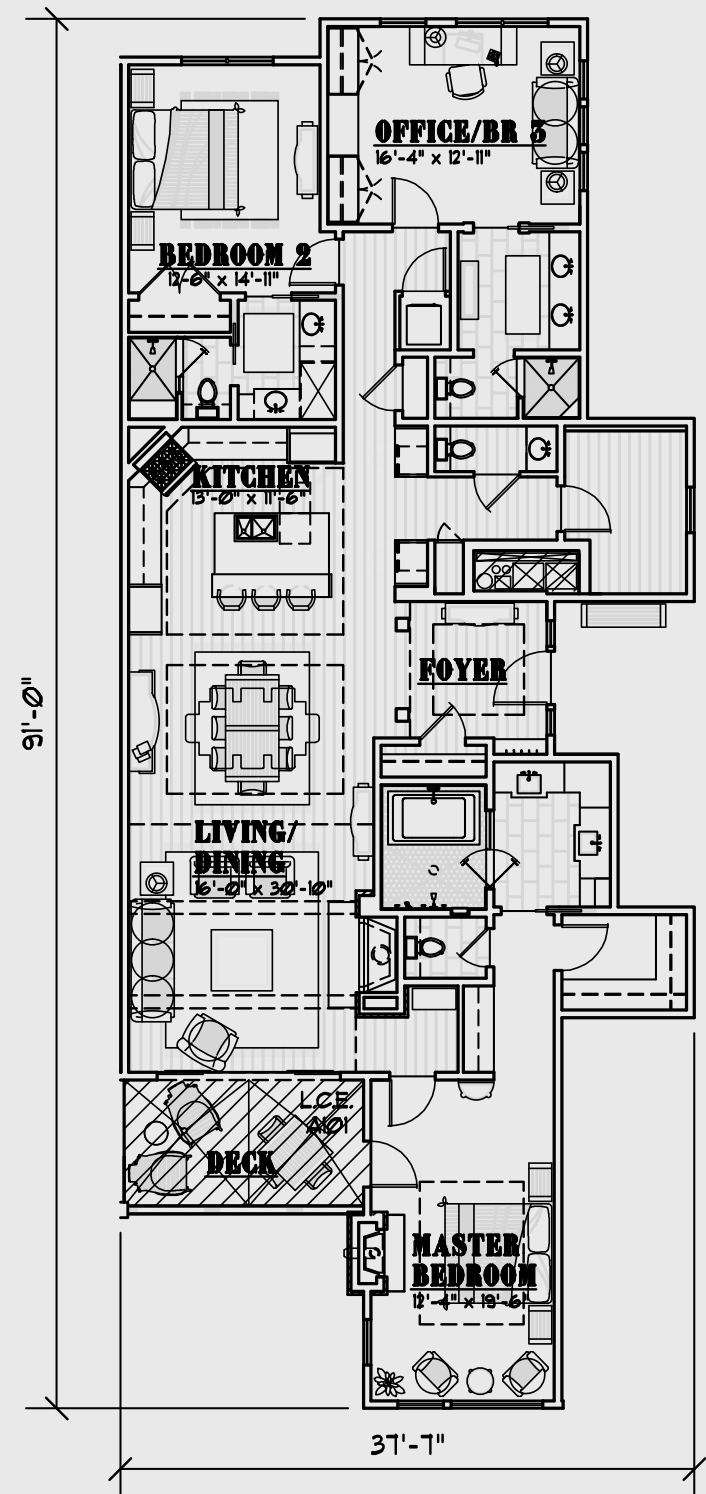 OFFICE/BR 3
16'-4" x 12'-11"
BEDROOM 2
12'-6" x 14'-11"
KITCHEN
13'-0" x 11'-6"
FOYER
LIVING/
DINING
16'-0" x 30'-10"
L.C.E.
A101
DECK
MASTER
BEDROOM
12'-4" x 19'-6"
91'-0"
37'-7"